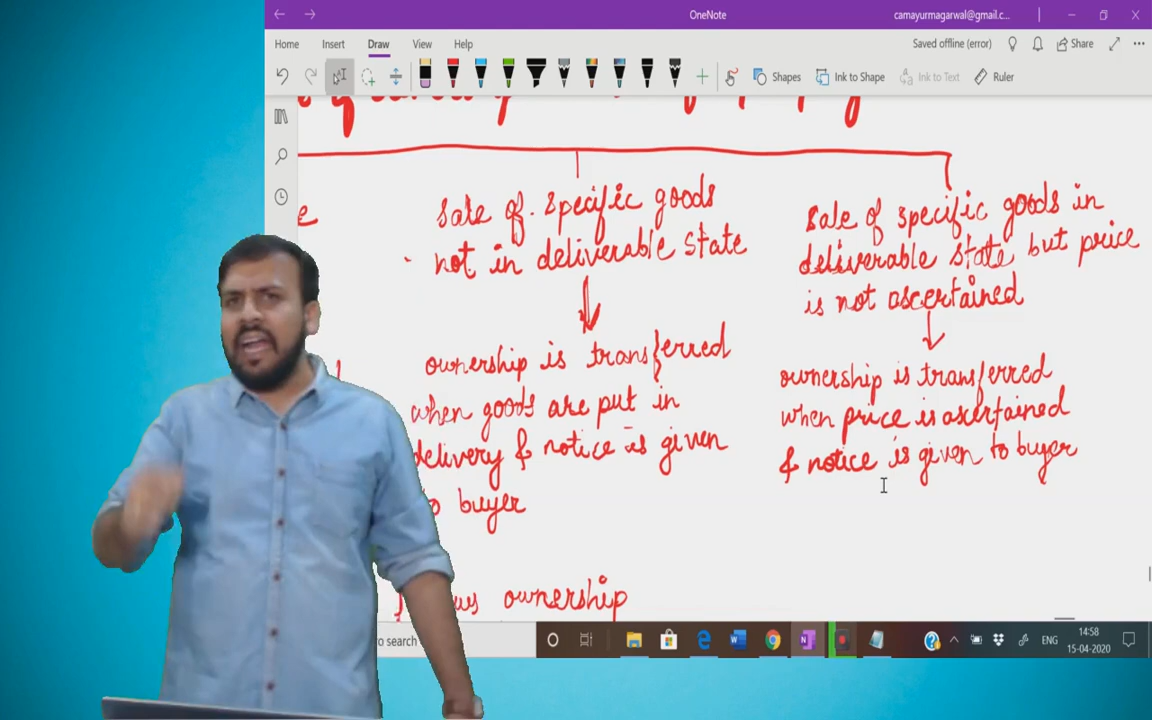 OneNote
camayurmagarwal@gmail.c...
Home Insert Draw View Help
Saved offline (error)
Share
Shapes
Ink to Shape
Ink to Text
Ruler
Sale of specific goods
not in deliverable state
ownership is transferred
when goods are put in
delivery & notice is given
to buyer
Sale of specific goods in
deliverable state but price
is not ascertained
ownership is transferred
when price is ascertained
& notice is given to buyer
ownership
to search
ENG
14:58
15-04-2020